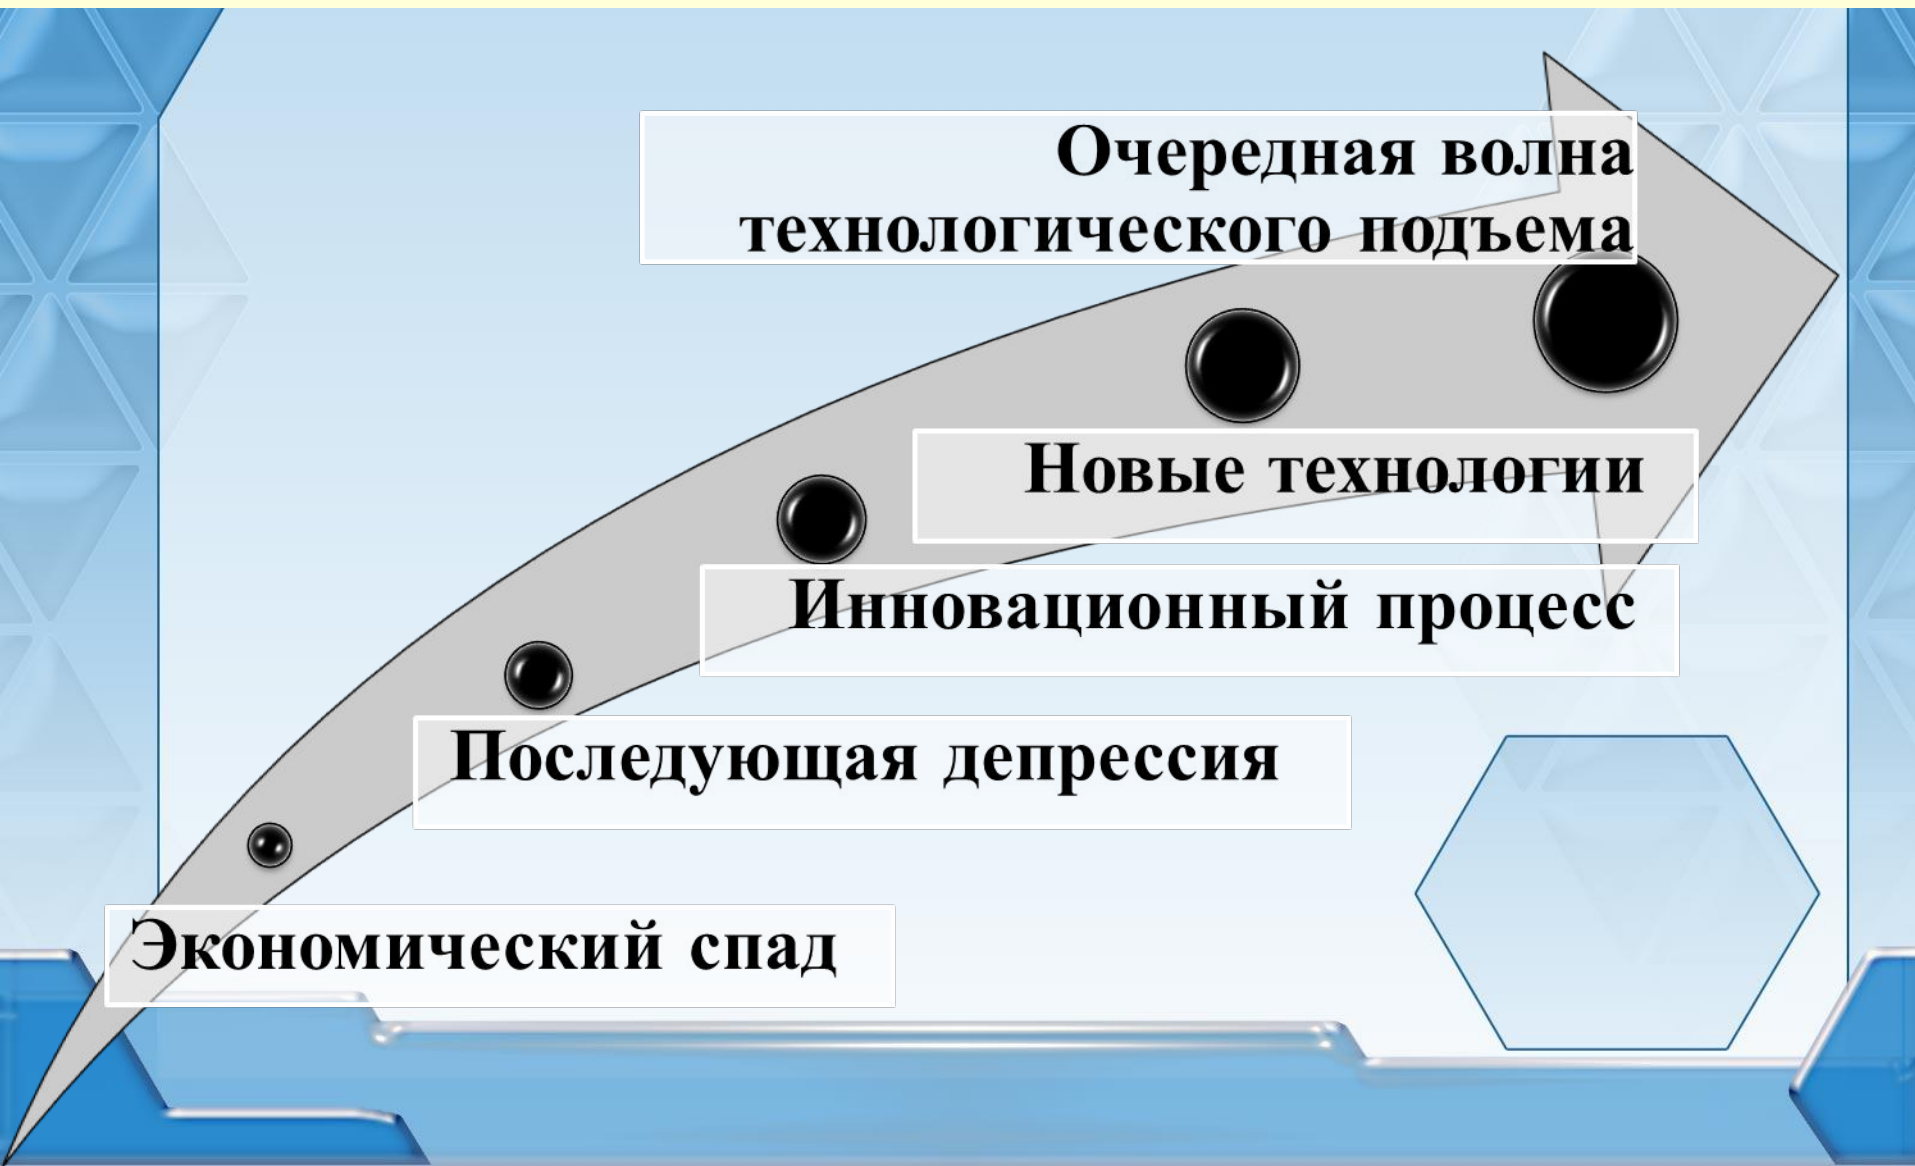 Очередная волна
технологического подъема
Новые технологии
Инновационный процесс
Последующая депрессия
Экономический спад